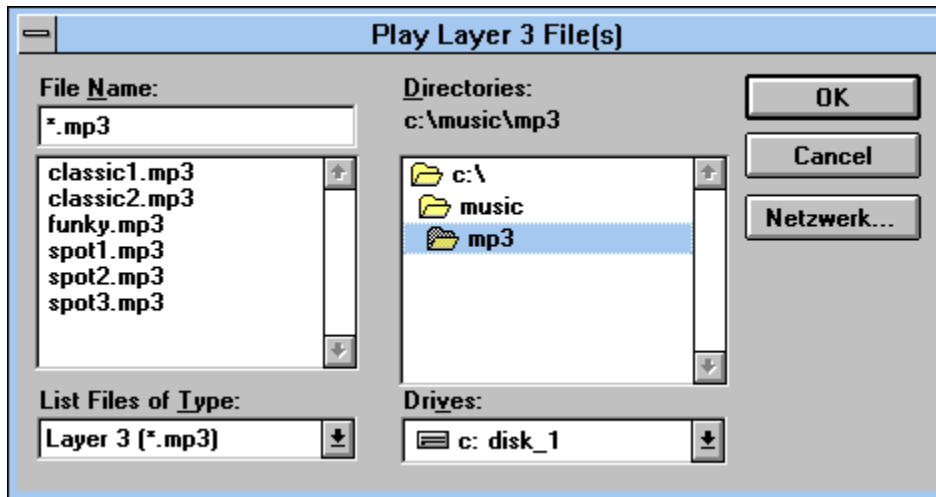 Play Layer 3 File(s)
File Name:
*.mp3
classic1.mp3
classic2.mp3
funky.mp3
spot1.mp3
spot2.mp3
spot3.mp3
List Files of Type:
Layer 3 (*.mp3)
Directories:
c:\music\mp3
c:\
music
mp3
Drives:
c: disk_1
OK
Cancel
Netzwerk...